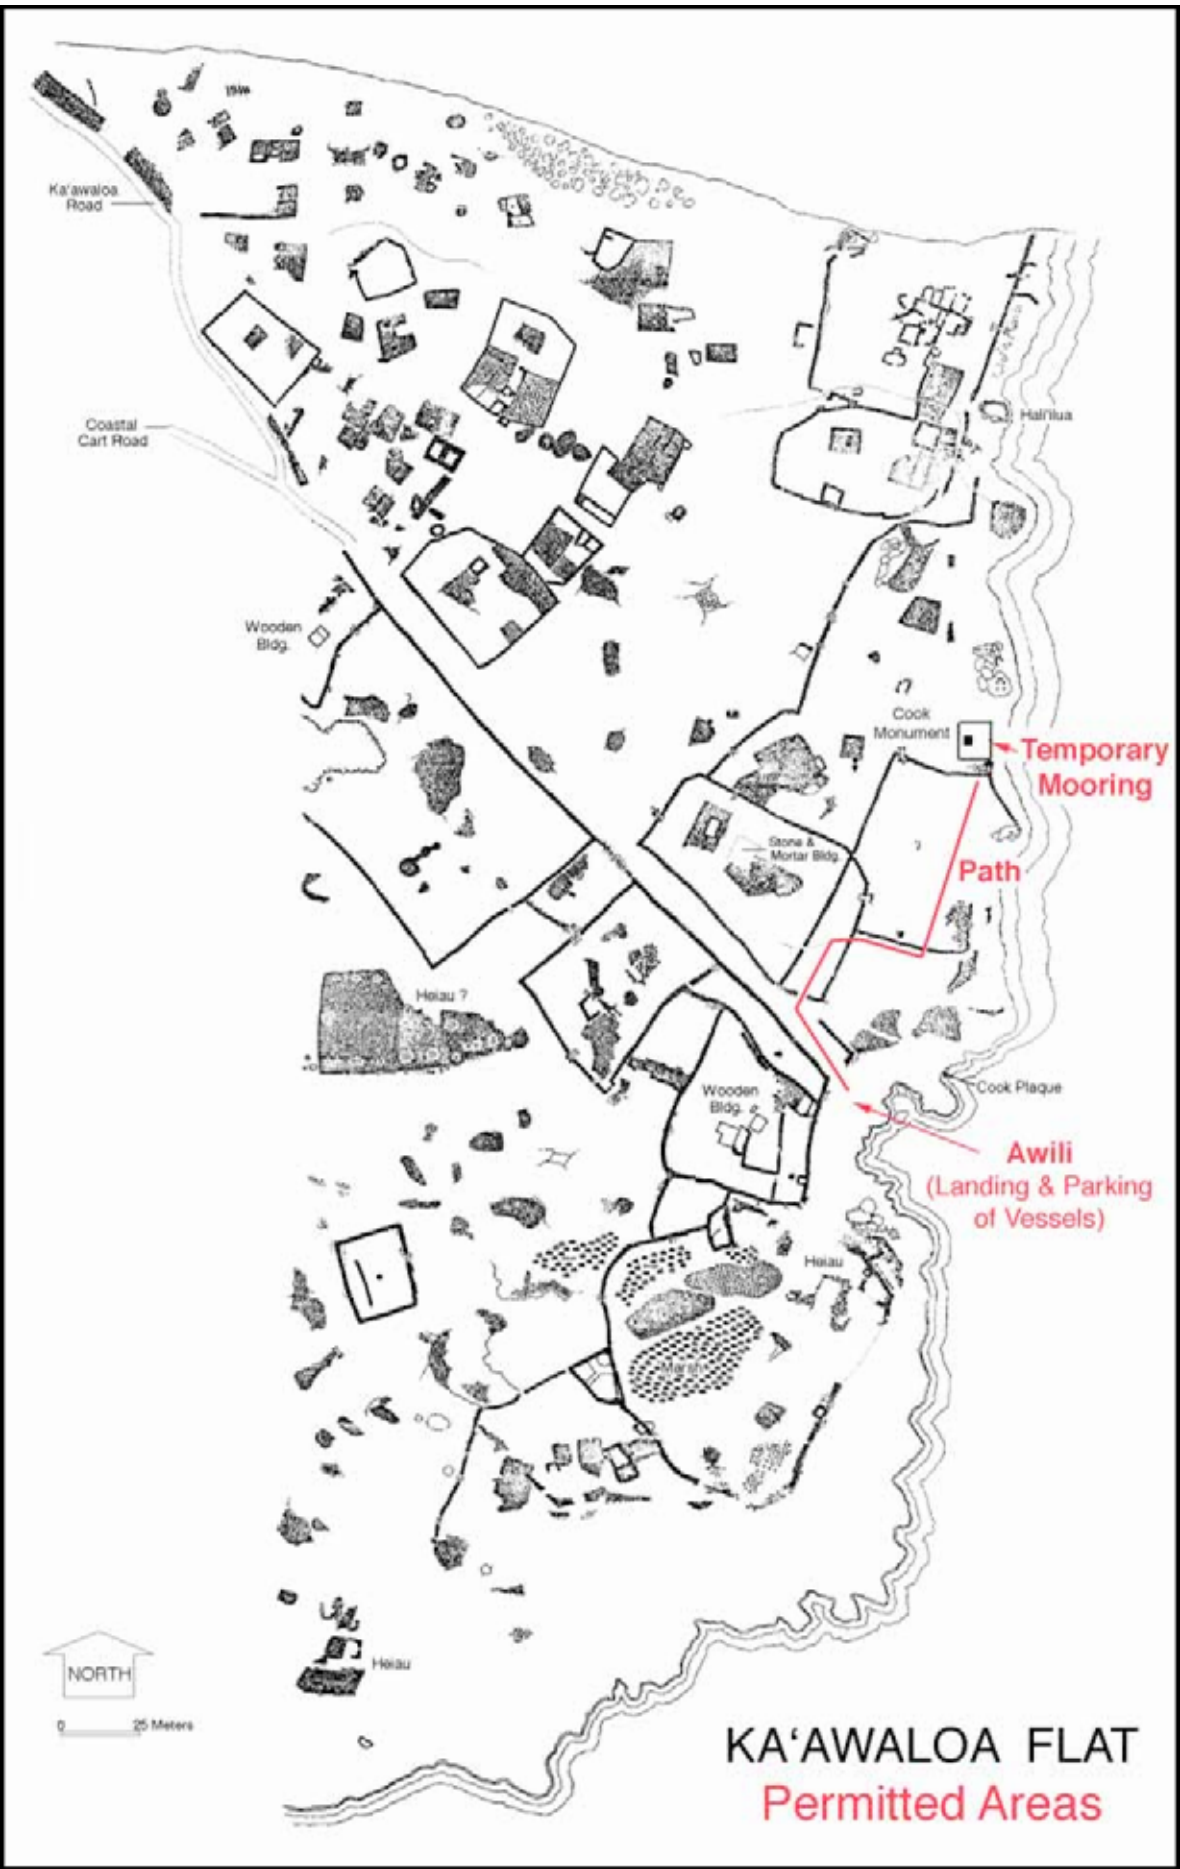 Ka'awaloa
Road
Hali'ilua
Coastal
Cart Road
Wooden
Bldg.
Cook
Monument
Temporary
Mooring
Stone &
Mortar Bldg.
Path
Heiau ?
Wooden
Bldg.
Cook Plaque
Awili
(Landing & Parking
of Vessels)
Heiau
Marsh
Heiau
NORTH
0 25 Meters
KA‘AWALOA FLAT
Permitted Areas